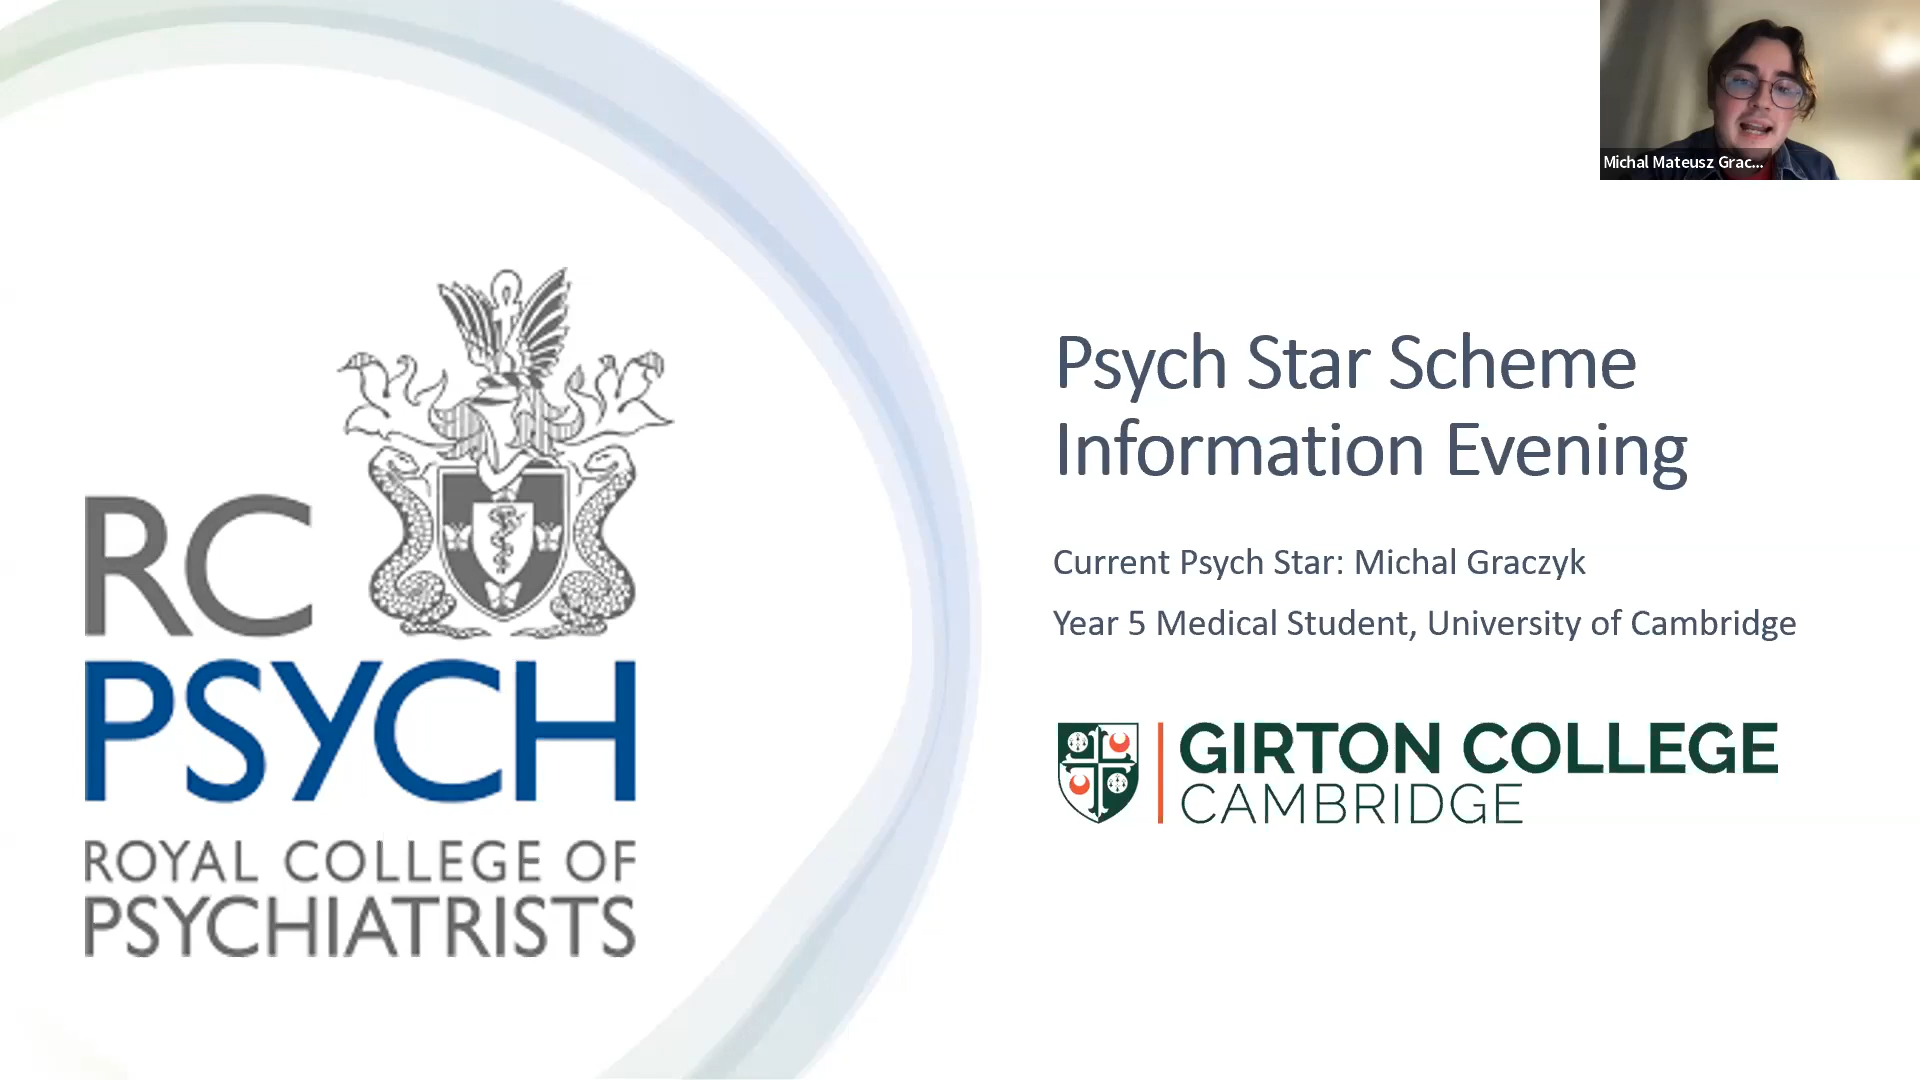 Michal Mateusz Grac...
RC
PSYCH
ROYAL COLLEGE OF
PSYCHIATRISTS
Psych Star Scheme
Information Evening
Current Psych Star: Michal Graczyk
Year 5 Medical Student, University of Cambridge
GIRTON COLLEGE
CAMBRIDGE